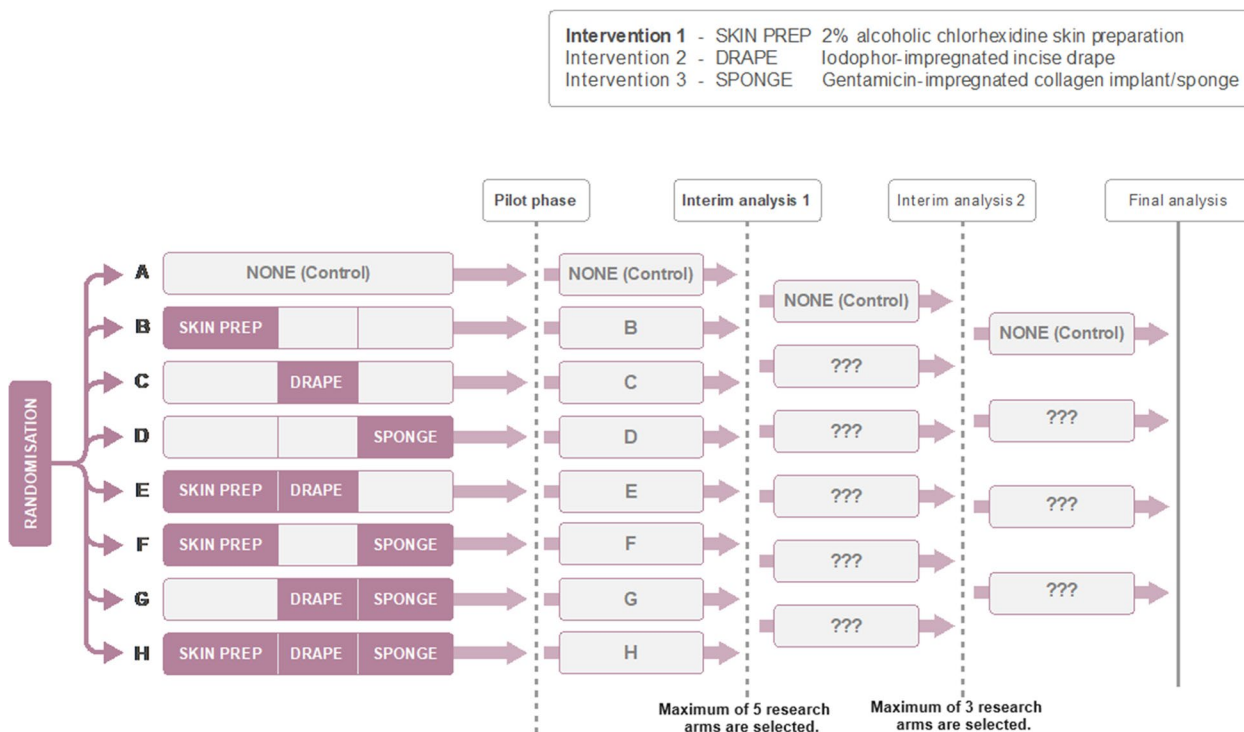 Intervention 1 - SKIN PREP 2% alcoholic chlorhexidine skin preparation
Intervention 2 - DRAPE Iodophor-impregnated incise drape
Intervention 3 - SPONGE Gentamicin-impregnated collagen implant/sponge
Pilot phase
Interim analysis 1
Interim analysis 2
Final analysis
RANDOMISATION
A NONE (Control) NONE (Control)
NONE (Control)
B SKIN PREP B
NONE (Control)
C DRAPE C
???
D SPONGE D
???
???
E SKIN PREP DRAPE E
???
???
F SKIN PREP SPONGE F
???
G DRAPE SPONGE G
???
???
H SKIN PREP DRAPE SPONGE H
Maximum of 5 research
arms are selected.
Maximum of 3 research
arms are selected.